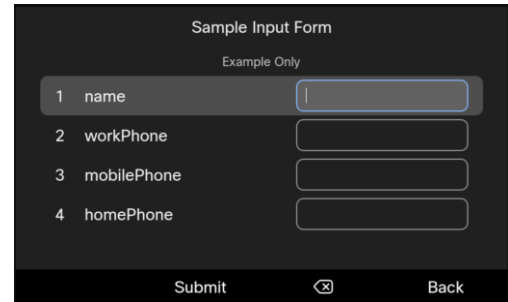 Sample Input Form
Example Only
1 name
2 workPhone
3 mobilePhone
4 homePhone
Submit Back